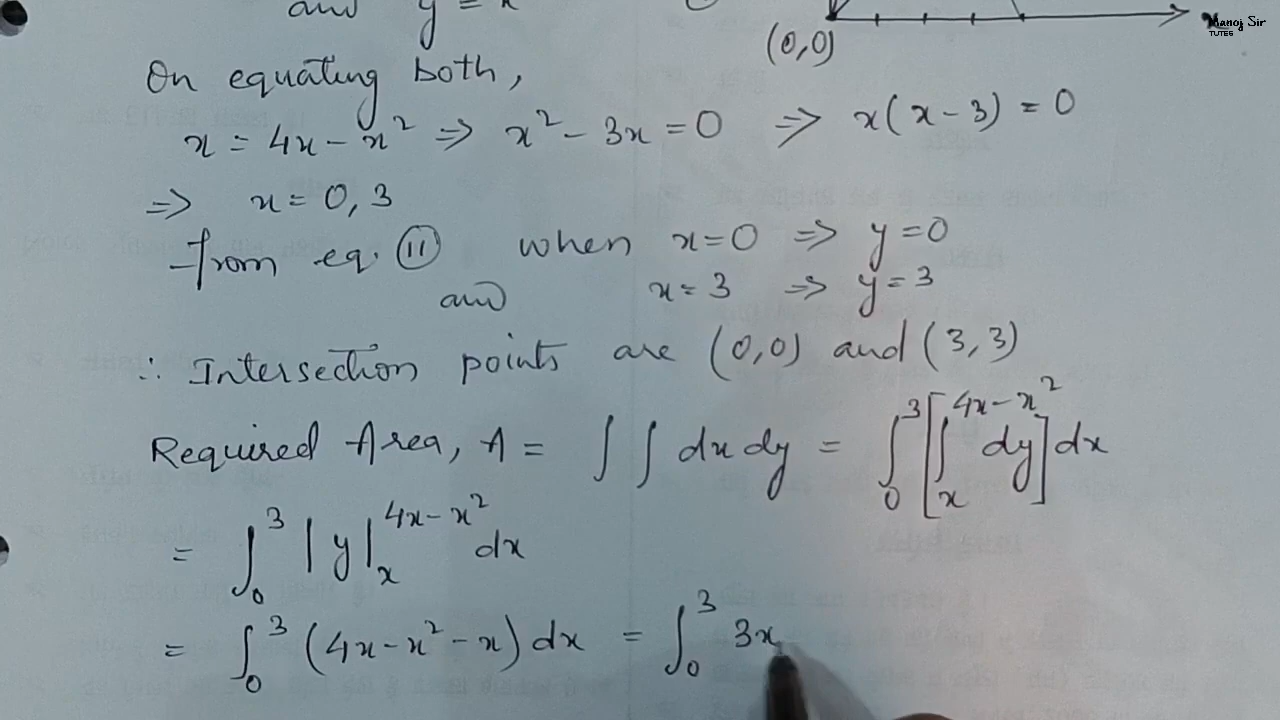 and y = x
(0,0)
x
Manoj Sir
TUTES
On equating both,
x = 4x - x² => x² - 3x = 0 => x(x - 3) = 0
=> x = 0, 3
from eq. (11) when x = 0 => y = 0
and x = 3 => y = 3
∴ Intersection points are (0,0) and (3,3)
Required Area, A = ∫∫ dx dy = ∫₀³ [∫ₓ^(4x-x²) dy] dx
= ∫₀³ |y|ₓ^(4x-x²) dx
= ∫₀³ (4x - x² - x) dx = ∫₀³ 3x